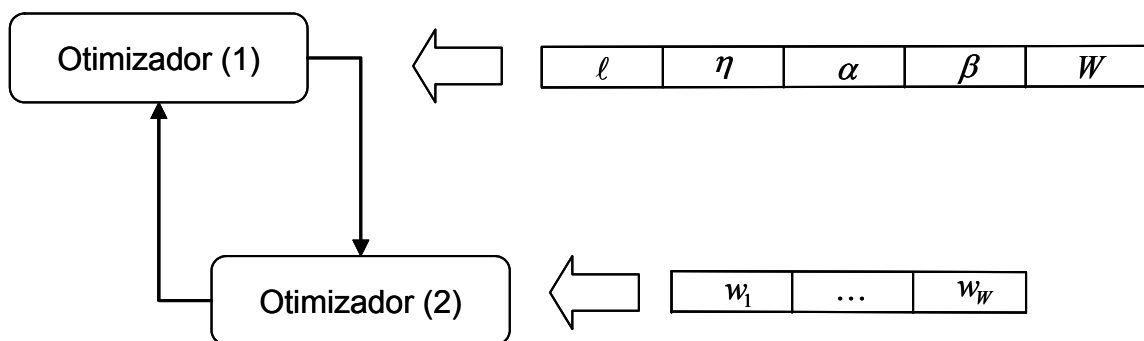 Otimizador (1)
ℓ η α β W
Otimizador (2)
w₁ ... w_W